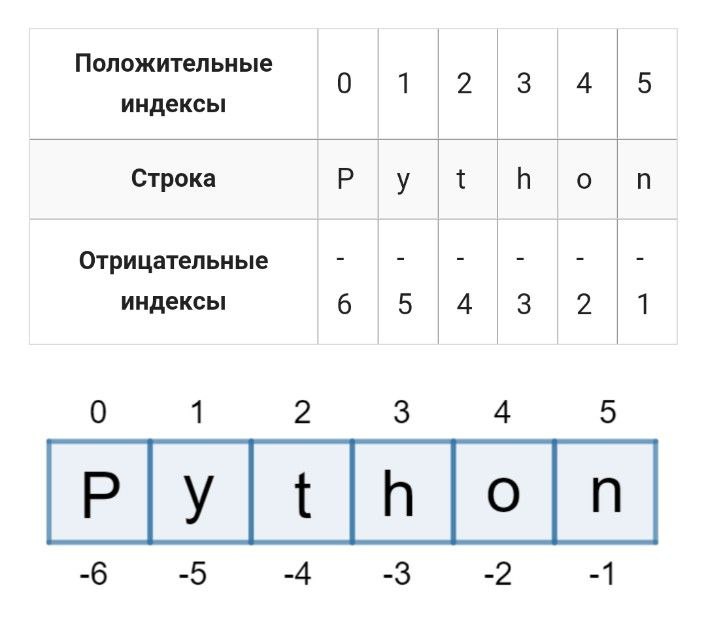 Положительные индексы 0 1 2 3 4 5
Строка P y t h o n
Отрицательные индексы -6 -5 -4 -3 -2 -1
0 1 2 3 4 5
P y t h o n
-6 -5 -4 -3 -2 -1